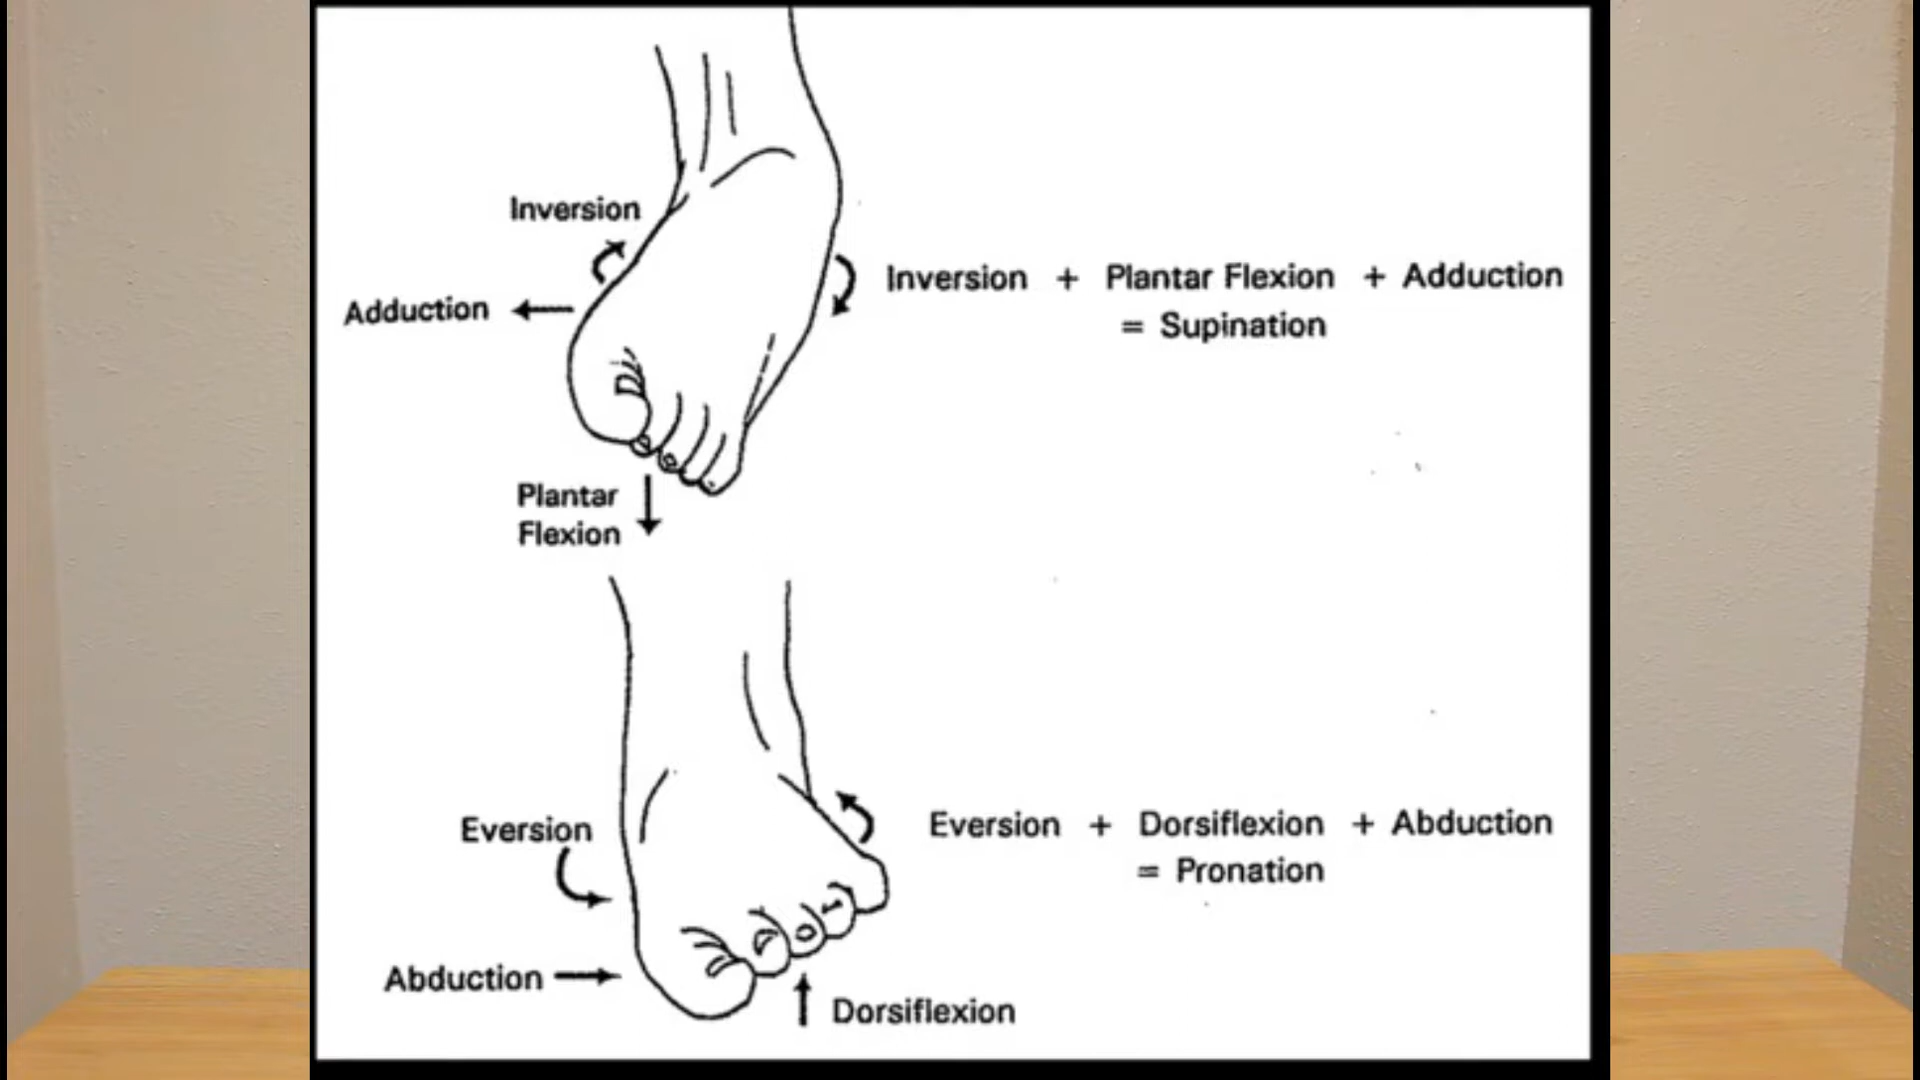 Inversion
Adduction
Inversion + Plantar Flexion + Adduction
= Supination
Plantar
Flexion
Eversion
Eversion + Dorsiflexion + Abduction
= Pronation
Abduction
Dorsiflexion